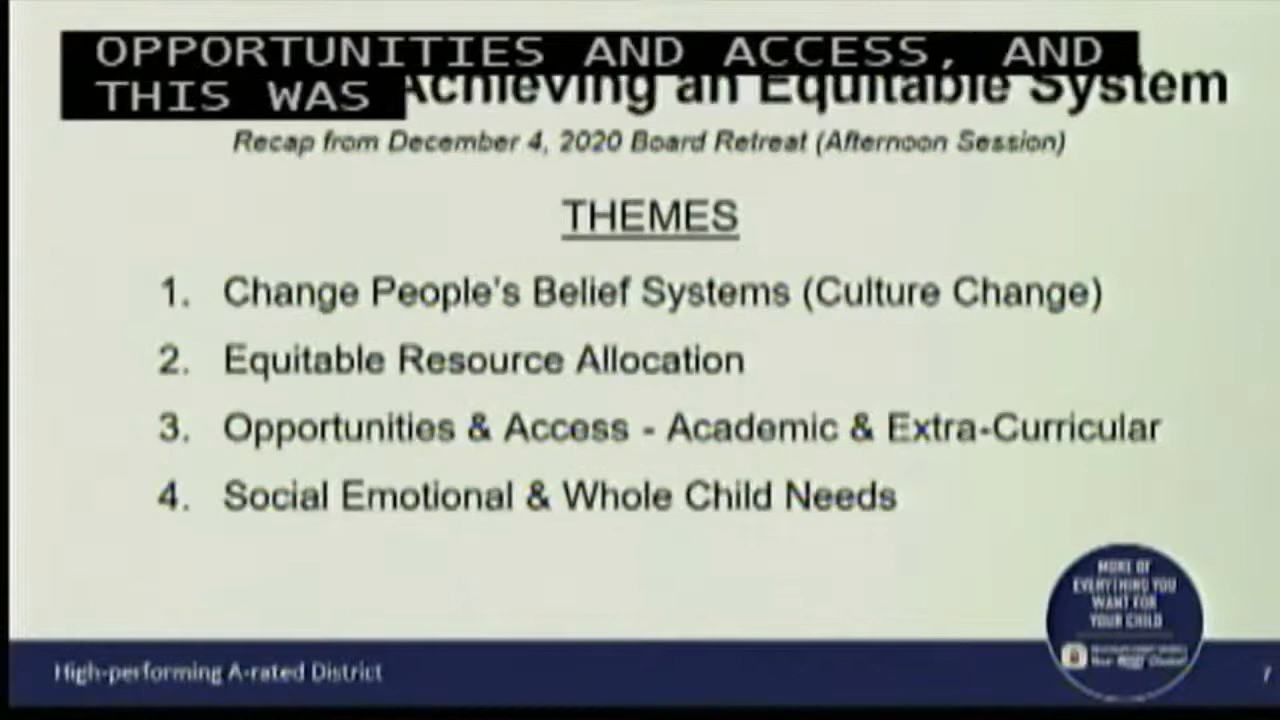 OPPORTUNITIES AND ACCESS, AND
THIS WAS
Achieving an Equitable System
Recap from December 4, 2020 Board Retreat (Afternoon Session)
THEMES
1. Change People's Belief Systems (Culture Change)
2. Equitable Resource Allocation
3. Opportunities & Access - Academic & Extra-Curricular
4. Social Emotional & Whole Child Needs
MORE OF
EVERYTHING YOU
WANT FOR
YOUR CHILD
High-performing A-rated District
7